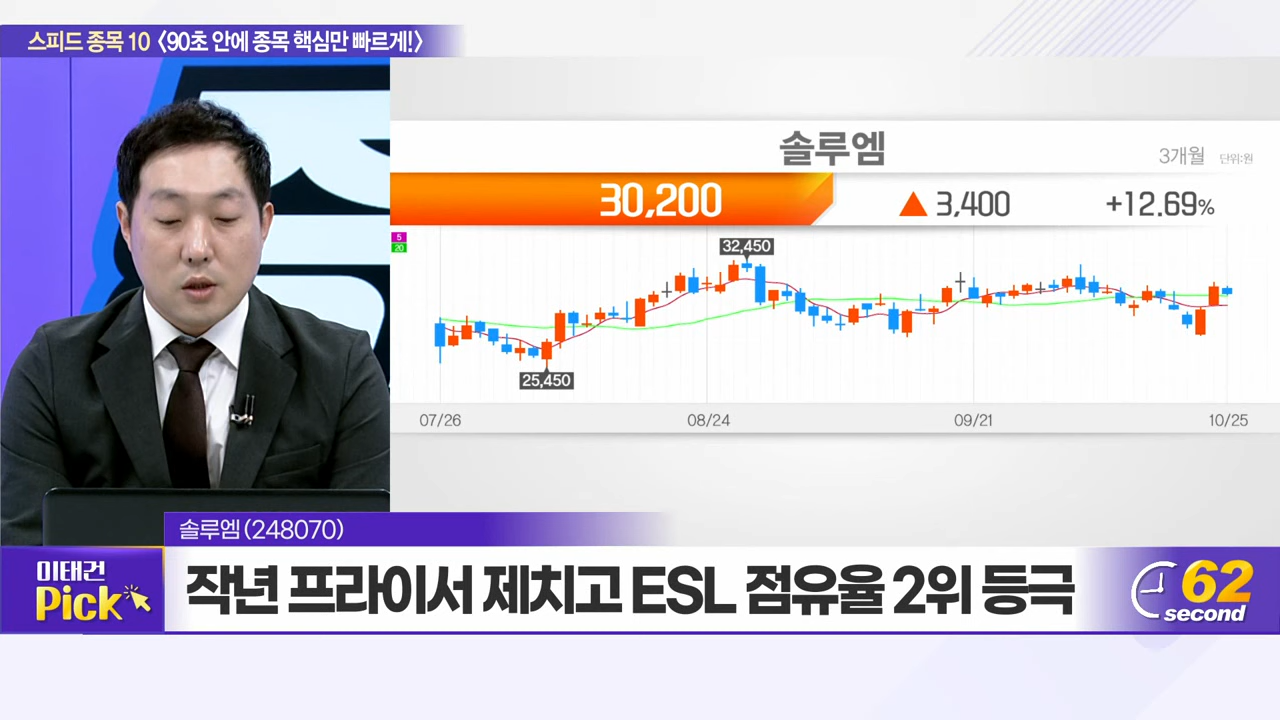 스피드 종목 10 〈90초 안에 종목 핵심만 빠르게!〉
솔루엠
3개월 단위:원
30,200 ▲ 3,400 +12.69%
5
20
32,450
25,450
07/26 08/24 09/21 10/25
솔루엠(248070)
이태건
Pick
작년 프라이서 제치고 ESL 점유율 2위 등극
62
second